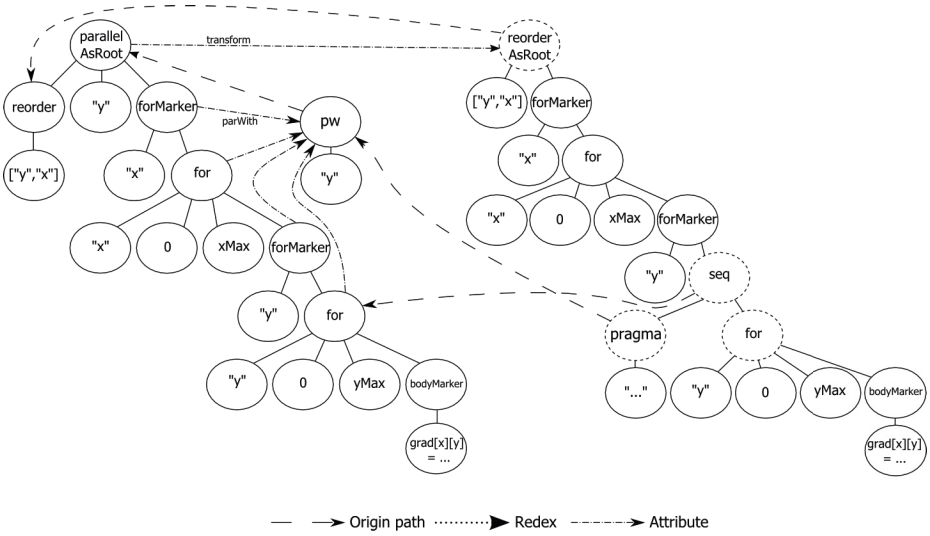 parallel
AsRoot
transform
reorder
AsRoot
reorder
"y"
forMarker
parWith
pw
["y","x"]
forMarker
["y","x"]
"x"
for
"y"
"x"
for
"x"
0
xMax
forMarker
"x"
0
xMax
forMarker
"y"
for
"y"
seq
pragma
for
"y"
0
yMax
bodyMarker
"..."
"y"
0
yMax
bodyMarker
grad[x][y]
= ...
grad[x][y]
= ...
Origin path
Redex
Attribute